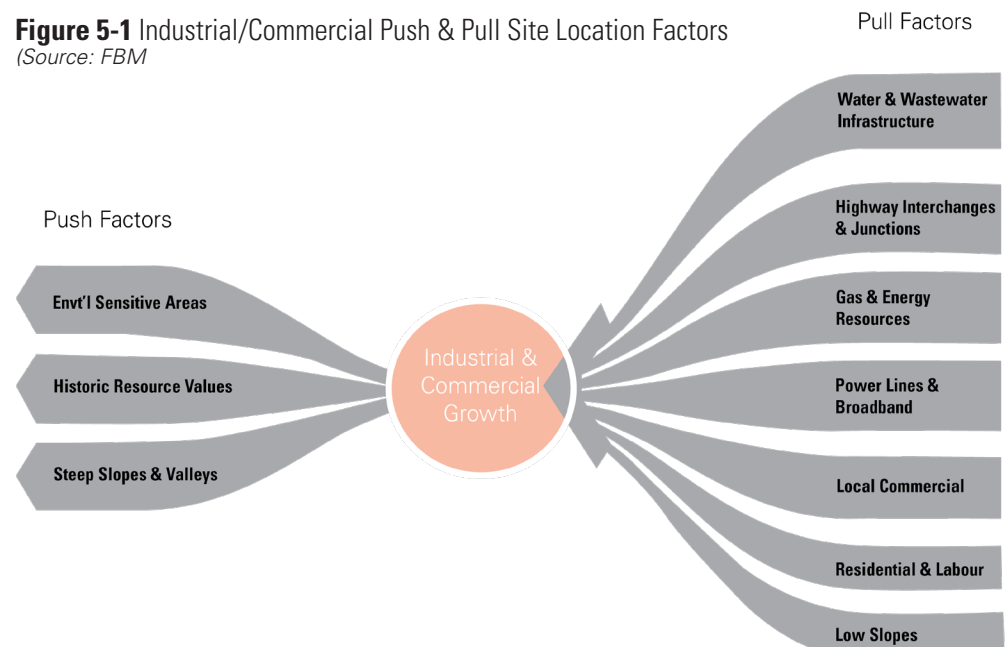 Figure 5-1 Industrial/Commercial Push & Pull Site Location Factors
(Source: FBM
Pull Factors
Water & Wastewater
Infrastructure
Highway Interchanges
& Junctions
Gas & Energy
Resources
Power Lines &
Broadband
Local Commercial
Residential & Labour
Low Slopes
Push Factors
Envt'l Sensitive Areas
Historic Resource Values
Steep Slopes & Valleys
Industrial &
Commercial
Growth